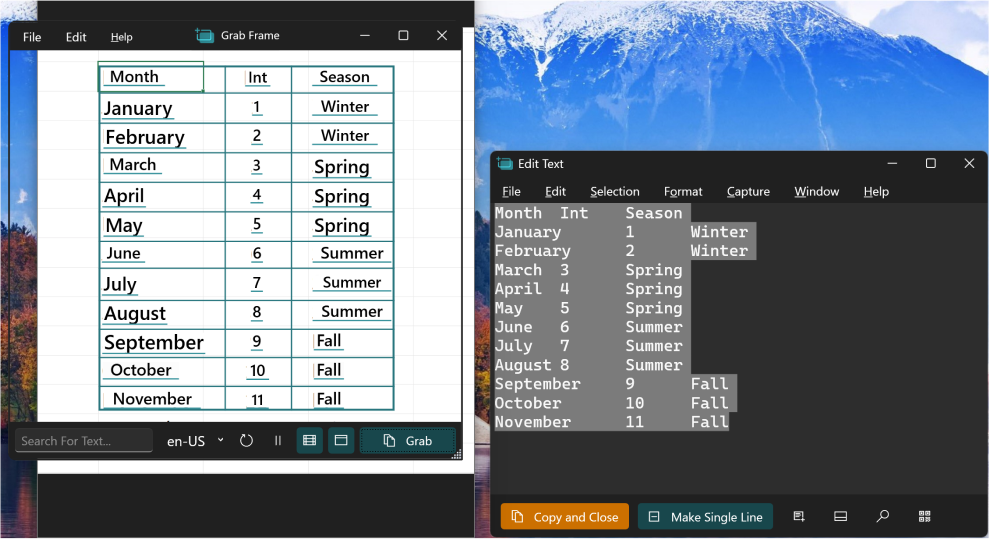 File Edit Help Grab Frame
Month Int Season
January 1 Winter
February 2 Winter
March 3 Spring
April 4 Spring
May 5 Spring
June 6 Summer
July 7 Summer
August 8 Summer
September 9 Fall
October 10 Fall
November 11 Fall
Search For Text... en-US Grab
Edit Text
File Edit Selection Format Capture Window Help
Month Int Season
January 1 Winter
February 2 Winter
March 3 Spring
April 4 Spring
May 5 Spring
June 6 Summer
July 7 Summer
August 8 Summer
September 9 Fall
October 10 Fall
November 11 Fall
Copy and Close Make Single Line